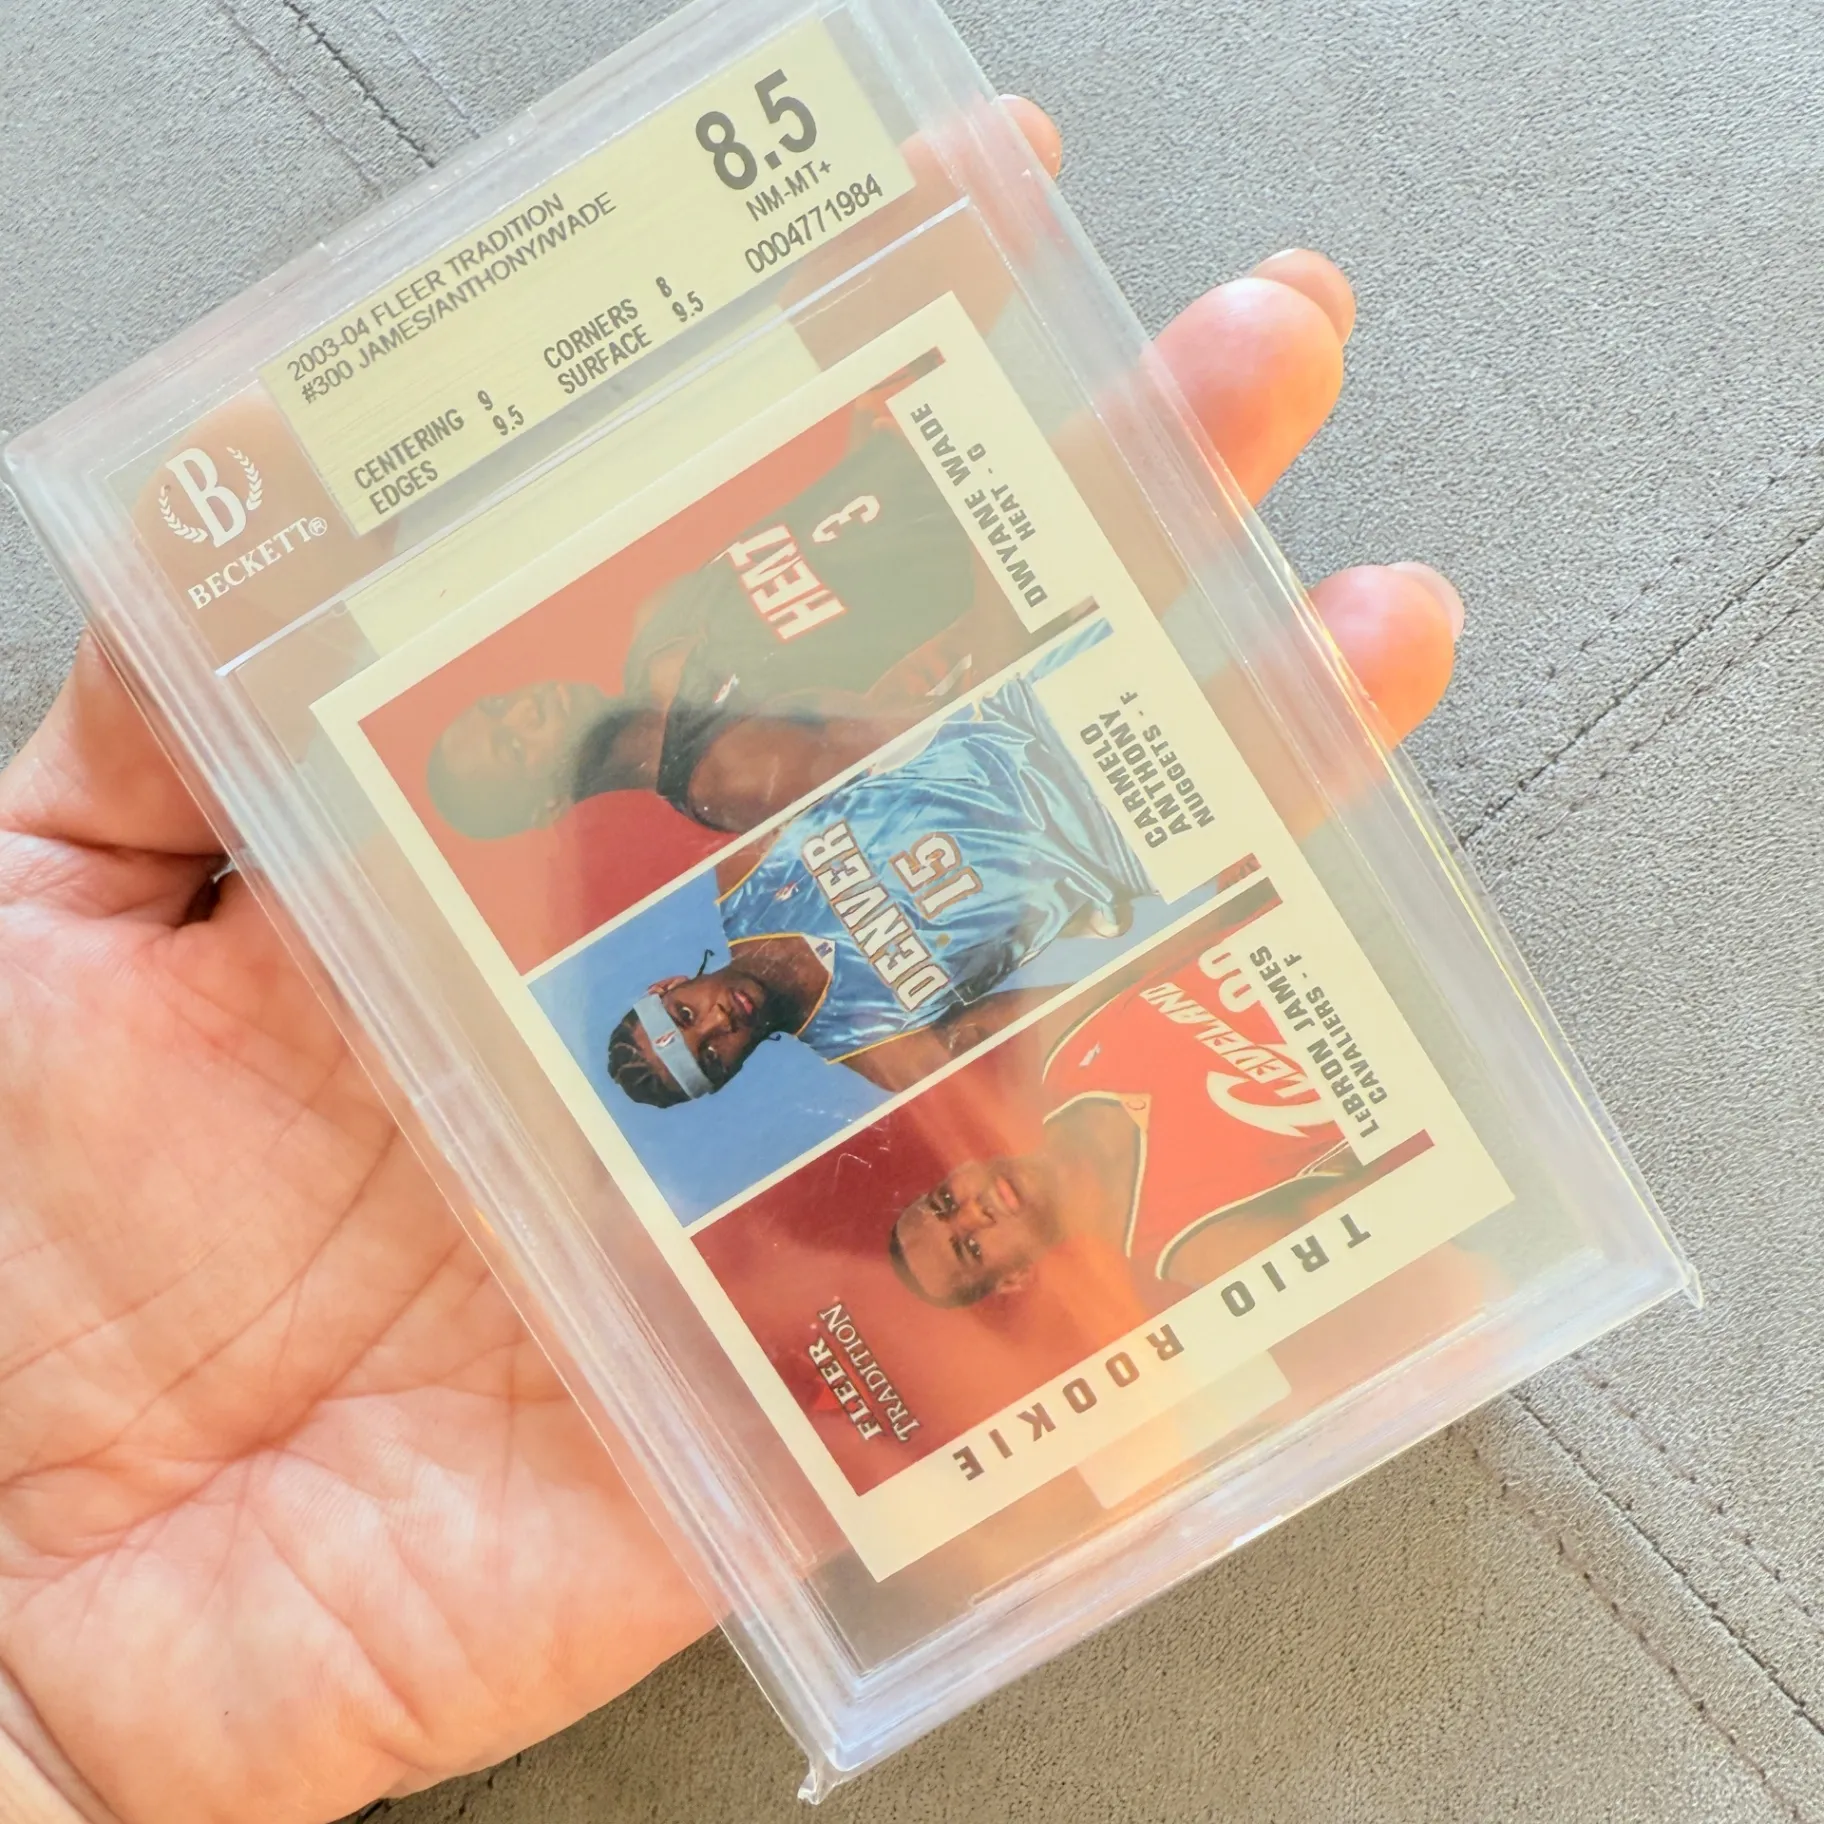 2003-04 FLEER TRADITION
#300 JAMES/ANTHONY/WADE
CENTERING 9 CORNERS 8
EDGES 9.5 SURFACE 9.5
8.5
NM-MT+
0004771984
B
BECKETT®
HEAT
3
DWYANE WADE
HEAT - G
DENVER
15
N
CARMELO
ANTHONY
NUGGETS - F
CLEVELAND
LEBRON JAMES
CAVALIERS - F
FLEER
TRADITION
TRIO ROOKIE